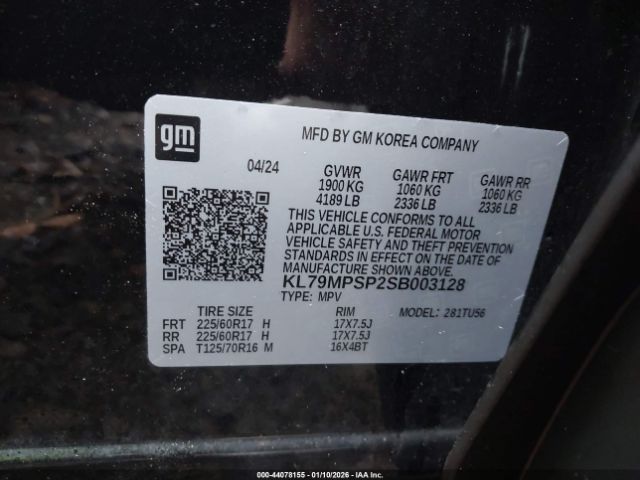 gm
MFD BY GM KOREA COMPANY
04/24 GVWR GAWR FRT GAWR RR
1900 KG 1060 KG 1060 KG
4189 LB 2336 LB 2336 LB
THIS VEHICLE CONFORMS TO ALL
APPLICABLE U.S. FEDERAL MOTOR
VEHICLE SAFETY AND THEFT PREVENTION
STANDARDS IN EFFECT ON THE DATE OF
MANUFACTURE SHOWN ABOVE.
KL79MPSP2SB003128
TYPE: MPV MODEL: 281TU56
TIRE SIZE RIM
FRT 225/60R17 H 17X7.5J
RR 225/60R17 H 17X7.5J
SPA T125/70R16 M 16X4BT
000-44078155 - 01/10/2026 - IAAI, Inc.